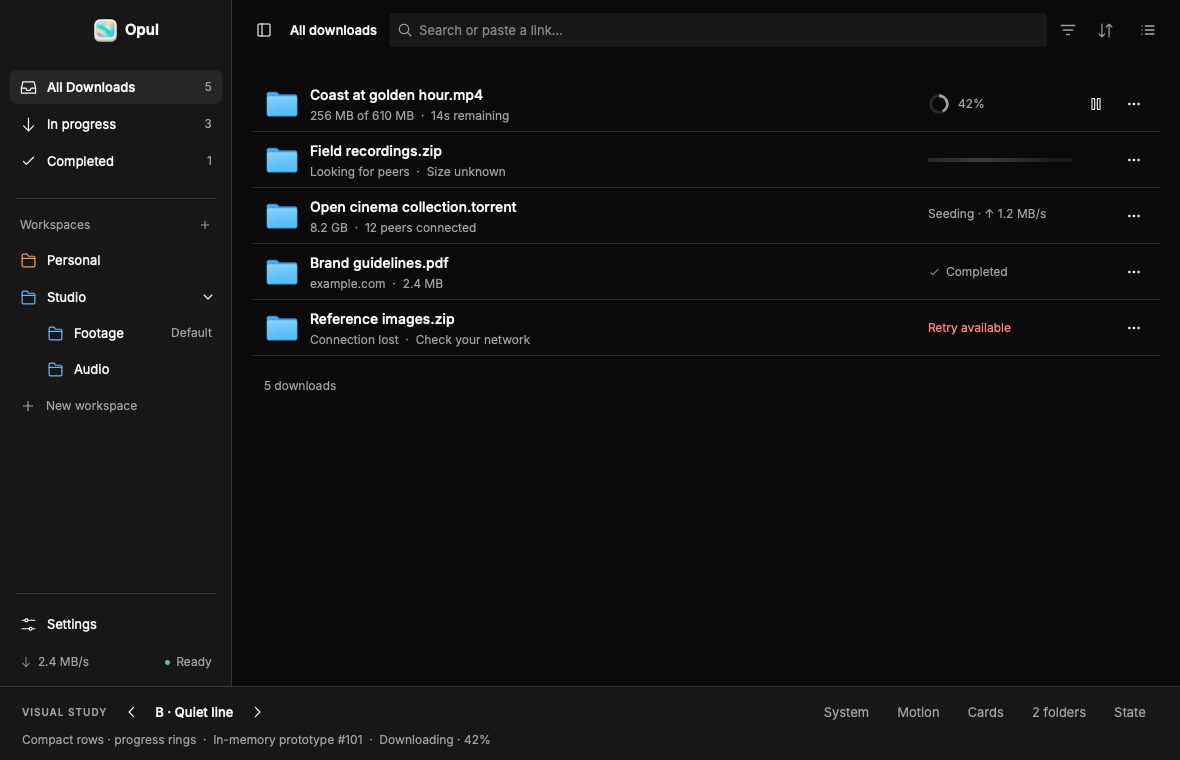 Opul
All downloads
Search or paste a link...
All Downloads 5
In progress 3
Completed 1
Workspaces
Personal
Studio
Footage Default
Audio
New workspace
Settings
↓ 2.4 MB/s
Ready
Coast at golden hour.mp4
256 MB of 610 MB · 14s remaining
42%
Field recordings.zip
Looking for peers · Size unknown
Open cinema collection.torrent
8.2 GB · 12 peers connected
Seeding · ↑ 1.2 MB/s
Brand guidelines.pdf
example.com · 2.4 MB
Completed
Reference images.zip
Connection lost · Check your network
Retry available
5 downloads
VISUAL STUDY
B · Quiet line
System Motion Cards 2 folders State
Compact rows · progress rings · In-memory prototype #101 · Downloading · 42%